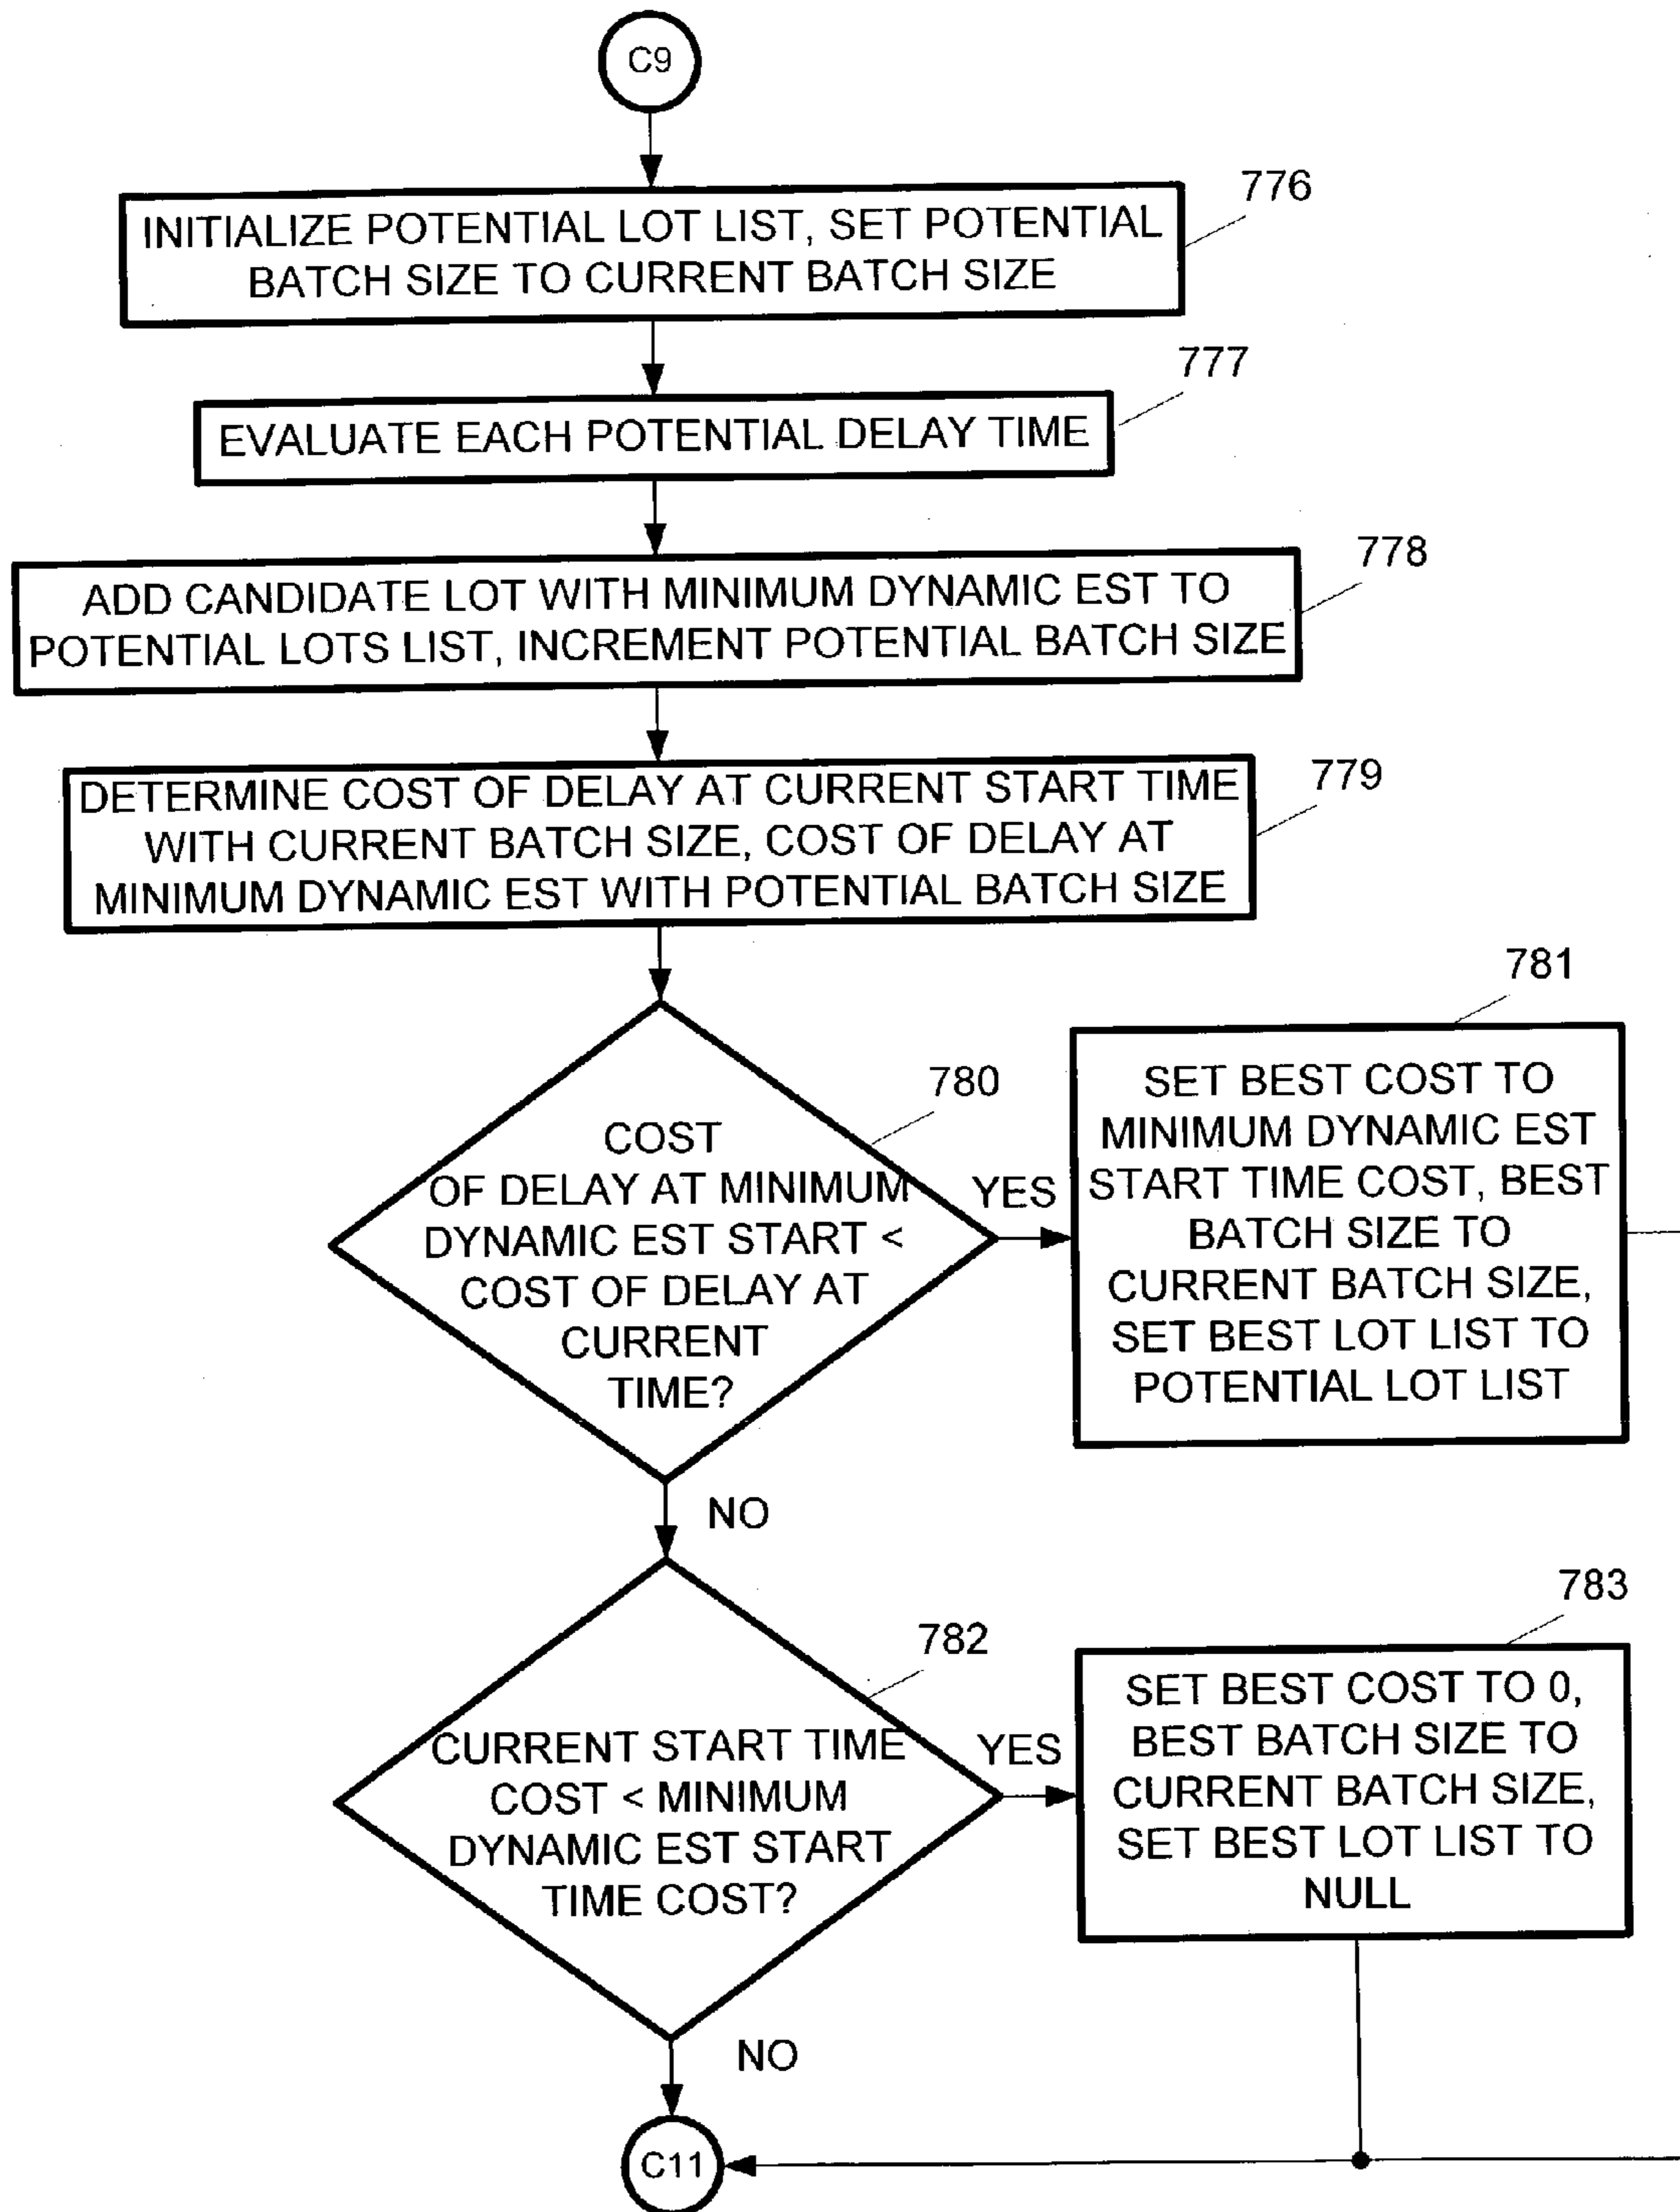 C9
776
INITIALIZE POTENTIAL LOT LIST, SET POTENTIAL
BATCH SIZE TO CURRENT BATCH SIZE
777
EVALUATE EACH POTENTIAL DELAY TIME
778
ADD CANDIDATE LOT WITH MINIMUM DYNAMIC EST TO
POTENTIAL LOTS LIST, INCREMENT POTENTIAL BATCH SIZE
779
DETERMINE COST OF DELAY AT CURRENT START TIME
WITH CURRENT BATCH SIZE, COST OF DELAY AT
MINIMUM DYNAMIC EST WITH POTENTIAL BATCH SIZE
780
COST
OF DELAY AT MINIMUM
DYNAMIC EST START <
COST OF DELAY AT
CURRENT
TIME?
YES
781
SET BEST COST TO
MINIMUM DYNAMIC EST
START TIME COST, BEST
BATCH SIZE TO
CURRENT BATCH SIZE,
SET BEST LOT LIST TO
POTENTIAL LOT LIST
NO
782
CURRENT START TIME
COST < MINIMUM
DYNAMIC EST START
TIME COST?
YES
783
SET BEST COST TO 0,
BEST BATCH SIZE TO
CURRENT BATCH SIZE,
SET BEST LOT LIST TO
NULL
NO
C11